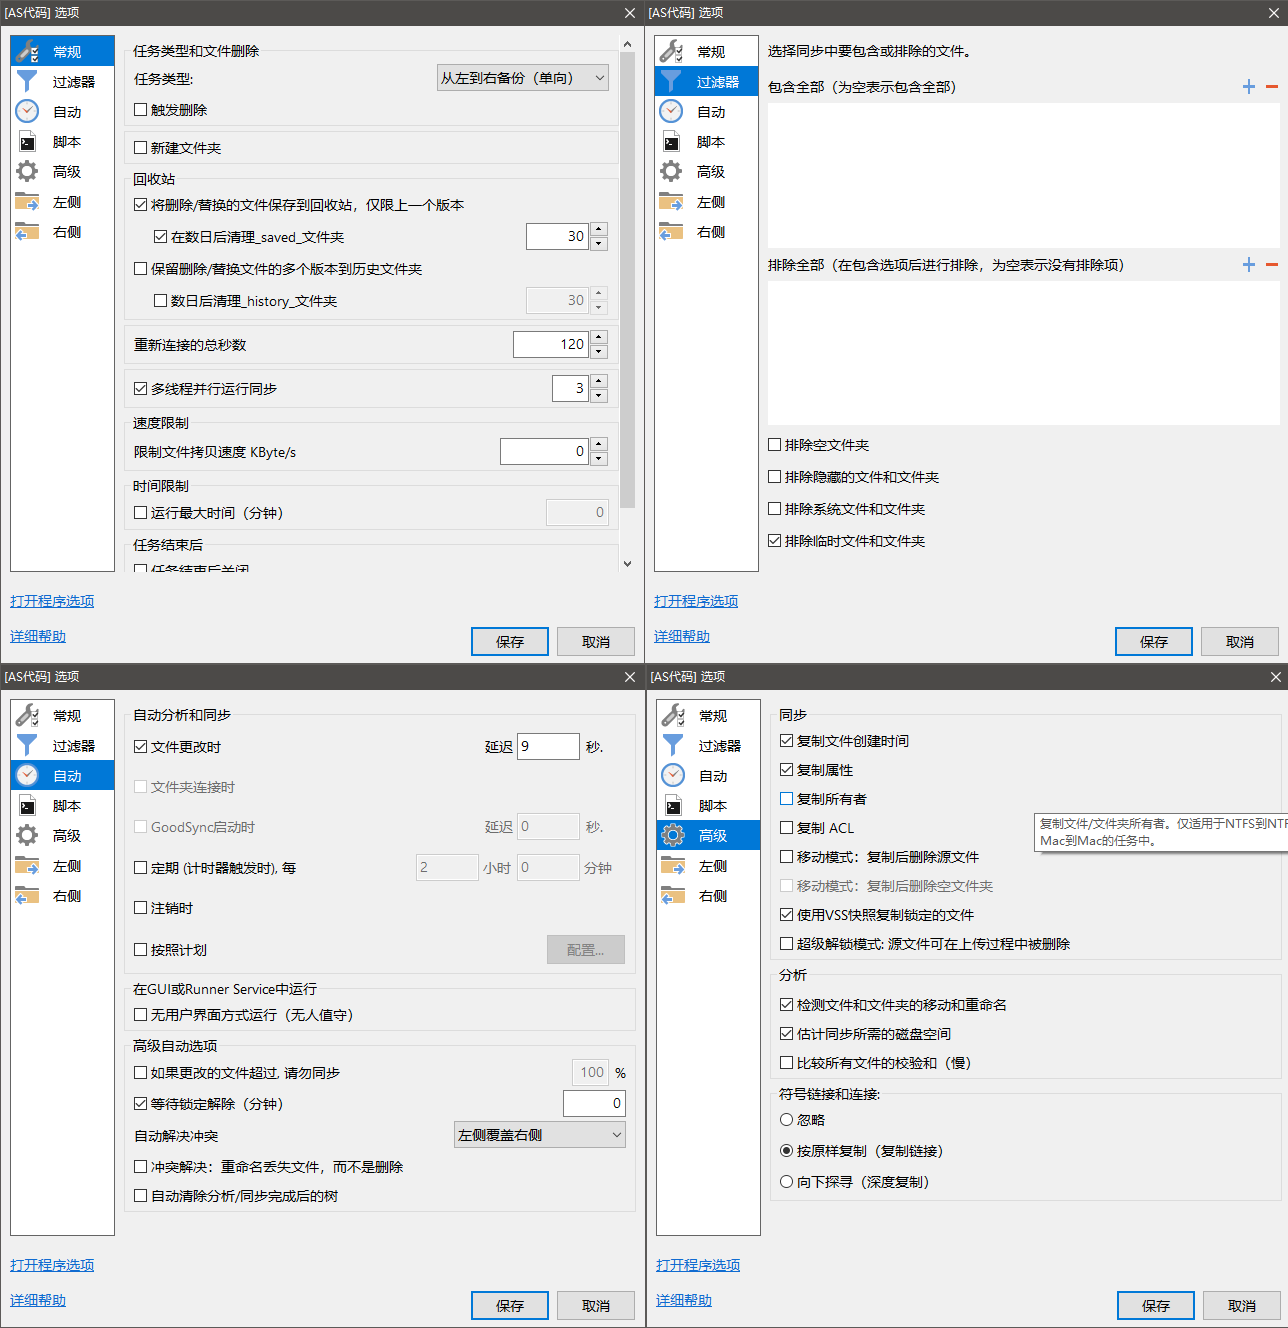 [AS代码] 选项
常规
过滤器
自动
脚本
高级
左侧
右侧
任务类型和文件删除
任务类型:
从左到右备份（单向）
触发删除
新建文件夹
回收站
将删除/替换的文件保存到回收站，仅限上一个版本
在数日后清理_saved_文件夹
30
保留删除/替换文件的多个版本到历史文件夹
数日后清理_history_文件夹
30
重新连接的总秒数
120
多线程并行运行同步
3
速度限制
限制文件拷贝速度 KByte/s
0
时间限制
运行最大时间（分钟）
0
任务结束后
任务结束后关闭
打开程序选项
详细帮助
保存
取消
[AS代码] 选项
常规
过滤器
自动
脚本
高级
左侧
右侧
选择同步中要包含或排除的文件。
包含全部（为空表示包含全部）
排除全部（在包含选项后进行排除，为空表示没有排除项）
排除空文件夹
排除隐藏的文件和文件夹
排除系统文件和文件夹
排除临时文件和文件夹
打开程序选项
详细帮助
保存
取消
[AS代码] 选项
常规
过滤器
自动
脚本
高级
左侧
右侧
自动分析和同步
文件更改时
延迟 9 秒.
文件夹连接时
GoodSync启动时
延迟 0 秒.
定期 (计时器触发时), 每
2 小时 0 分钟
注销时
按照计划
配置...
在GUI或Runner Service中运行
无用户界面方式运行（无人值守）
高级自动选项
如果更改的文件超过, 请勿同步
100 %
等待锁定解除（分钟）
0
自动解决冲突
左侧覆盖右侧
冲突解决：重命名丢失文件，而不是删除
自动清除分析/同步完成后的树
打开程序选项
详细帮助
保存
取消
[AS代码] 选项
常规
过滤器
自动
脚本
高级
左侧
右侧
同步
复制文件创建时间
复制属性
复制所有者
复制 ACL
复制文件/文件夹所有者。仅适用于NTFS到NTF
Mac到Mac的任务中。
移动模式：复制后删除源文件
移动模式：复制后删除空文件夹
使用VSS快照复制锁定的文件
超级解锁模式: 源文件可在上传过程中被删除
分析
检测文件和文件夹的移动和重命名
估计同步所需的磁盘空间
比较所有文件的校验和（慢）
符号链接和连接:
忽略
按原样复制（复制链接）
向下探寻（深度复制）
打开程序选项
详细帮助
保存
取消